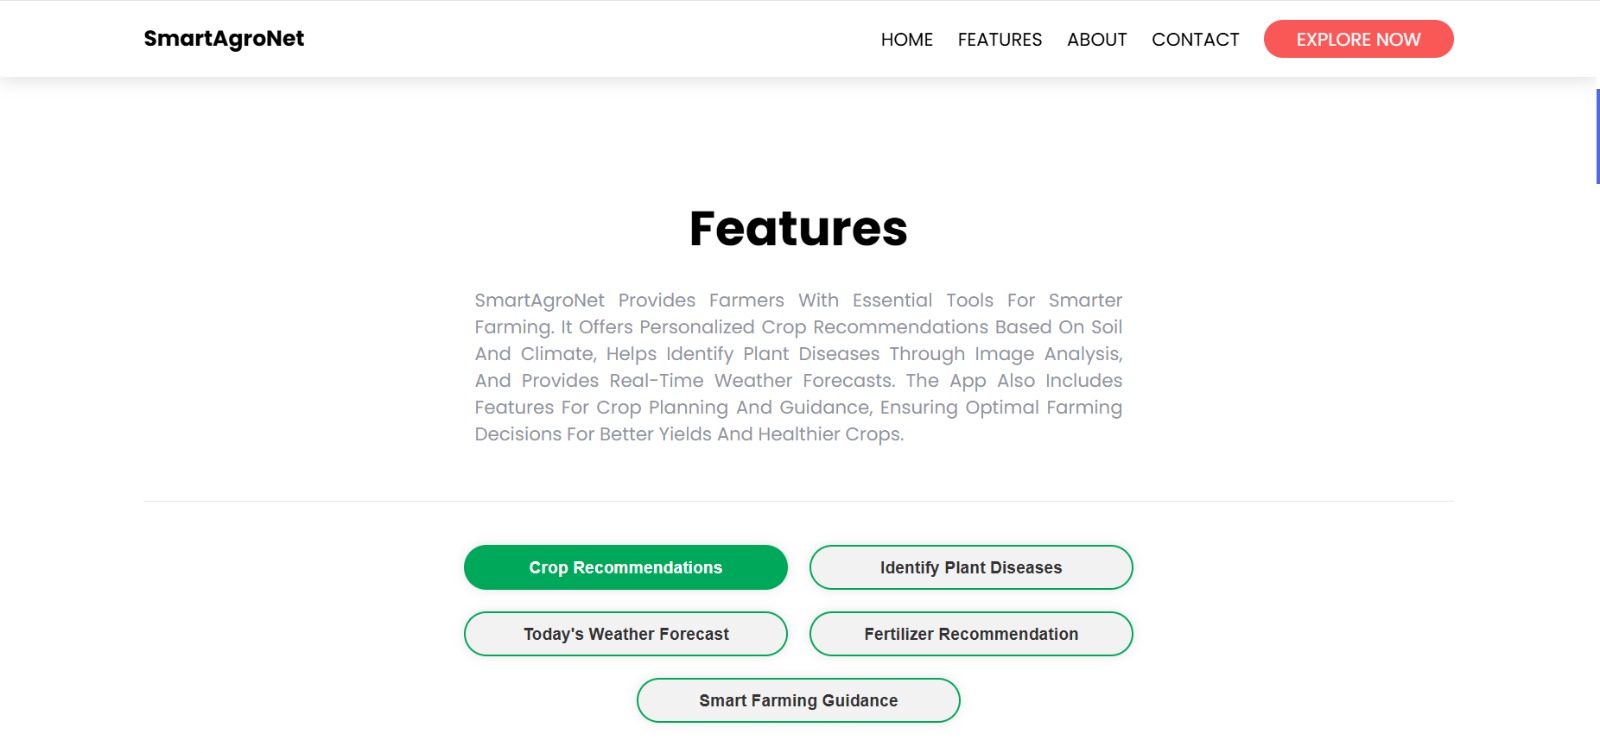 SmartAgroNet
HOME FEATURES ABOUT CONTACT EXPLORE NOW
Features
SmartAgroNet Provides Farmers With Essential Tools For Smarter
Farming. It Offers Personalized Crop Recommendations Based On Soil
And Climate, Helps Identify Plant Diseases Through Image Analysis,
And Provides Real-Time Weather Forecasts. The App Also Includes
Features For Crop Planning And Guidance, Ensuring Optimal Farming
Decisions For Better Yields And Healthier Crops.
Crop Recommendations
Identify Plant Diseases
Today's Weather Forecast
Fertilizer Recommendation
Smart Farming Guidance